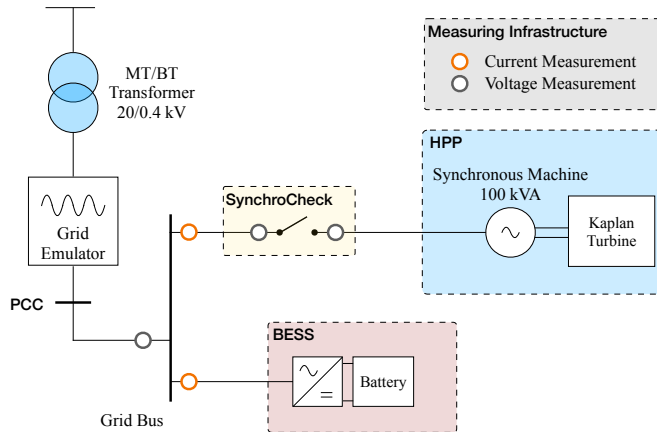 Measuring Infrastructure
Current Measurement
Voltage Measurement
MT/BT
Transformer
20/0.4 kV
HPP
Synchronous Machine
100 kVA
Kaplan
Turbine
SynchroCheck
Grid
Emulator
PCC
BESS
Battery
Grid Bus